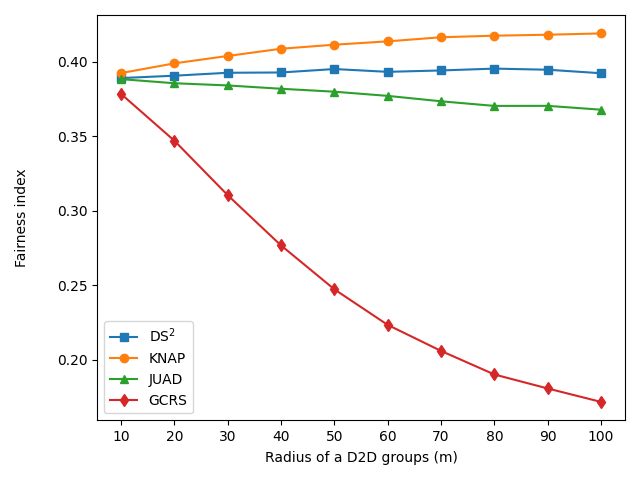 0.40
0.35
0.30
0.25
0.20
Fairness index
DS²
KNAP
JUAD
GCRS
10 20 30 40 50 60 70 80 90 100
Radius of a D2D groups (m)